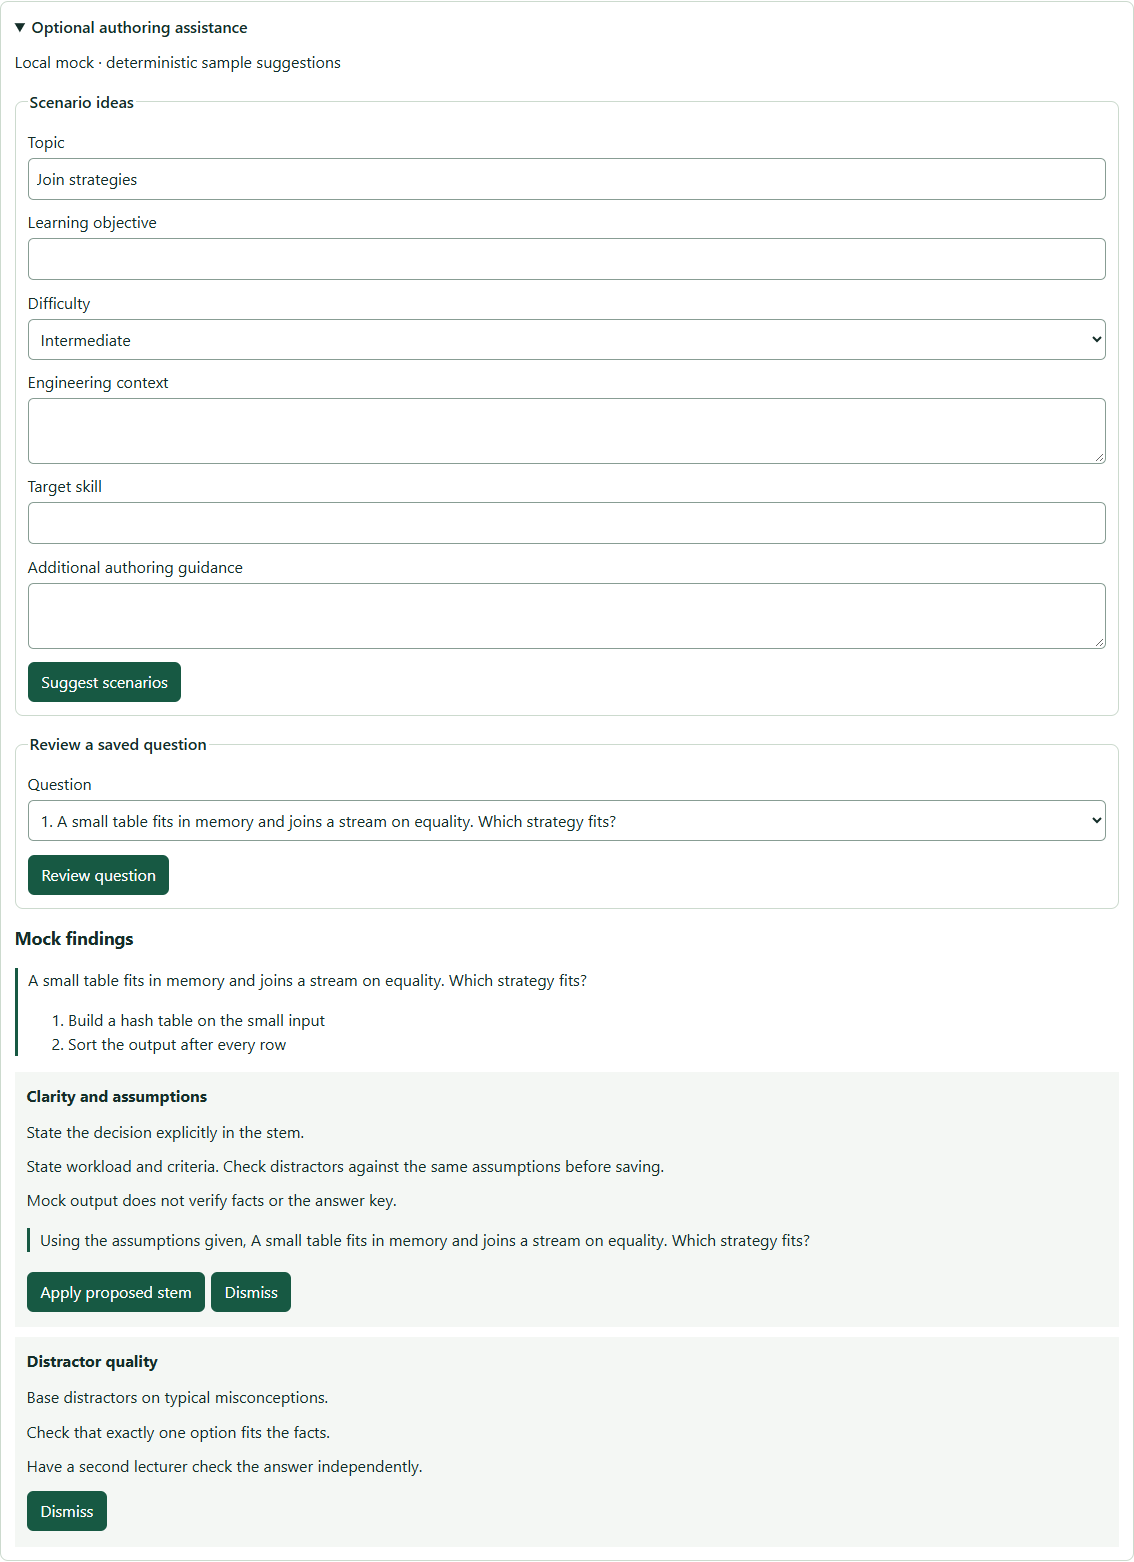 ▼ Optional authoring assistance
Local mock · deterministic sample suggestions
Scenario ideas
Topic
Join strategies
Learning objective
Difficulty
Intermediate
Engineering context
Target skill
Additional authoring guidance
Suggest scenarios
Review a saved question
Question
1. A small table fits in memory and joins a stream on equality. Which strategy fits?
Review question
Mock findings
A small table fits in memory and joins a stream on equality. Which strategy fits?
1. Build a hash table on the small input
2. Sort the output after every row
Clarity and assumptions
State the decision explicitly in the stem.
State workload and criteria. Check distractors against the same assumptions before saving.
Mock output does not verify facts or the answer key.
Using the assumptions given, A small table fits in memory and joins a stream on equality. Which strategy fits?
Apply proposed stem Dismiss
Distractor quality
Base distractors on typical misconceptions.
Check that exactly one option fits the facts.
Have a second lecturer check the answer independently.
Dismiss